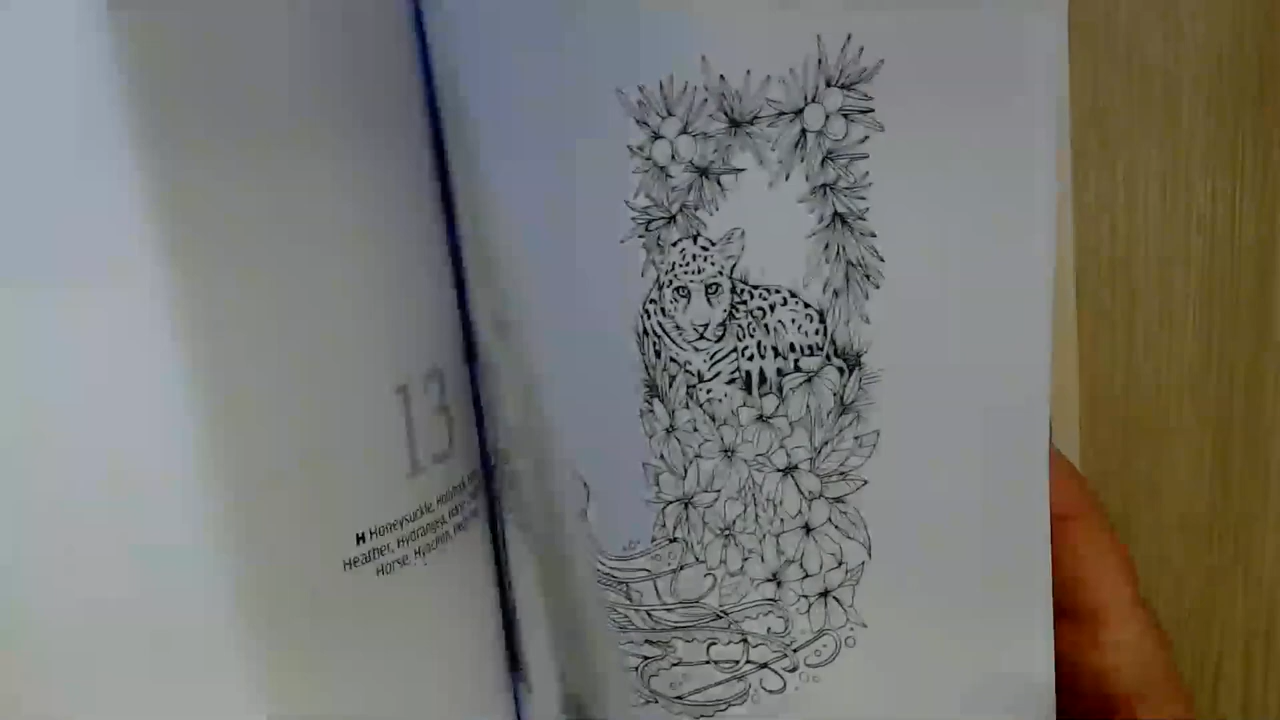 13
H Honeysuckle, Hollyhock,
Heather, Hydrangea,
Horse, Hyacinth,